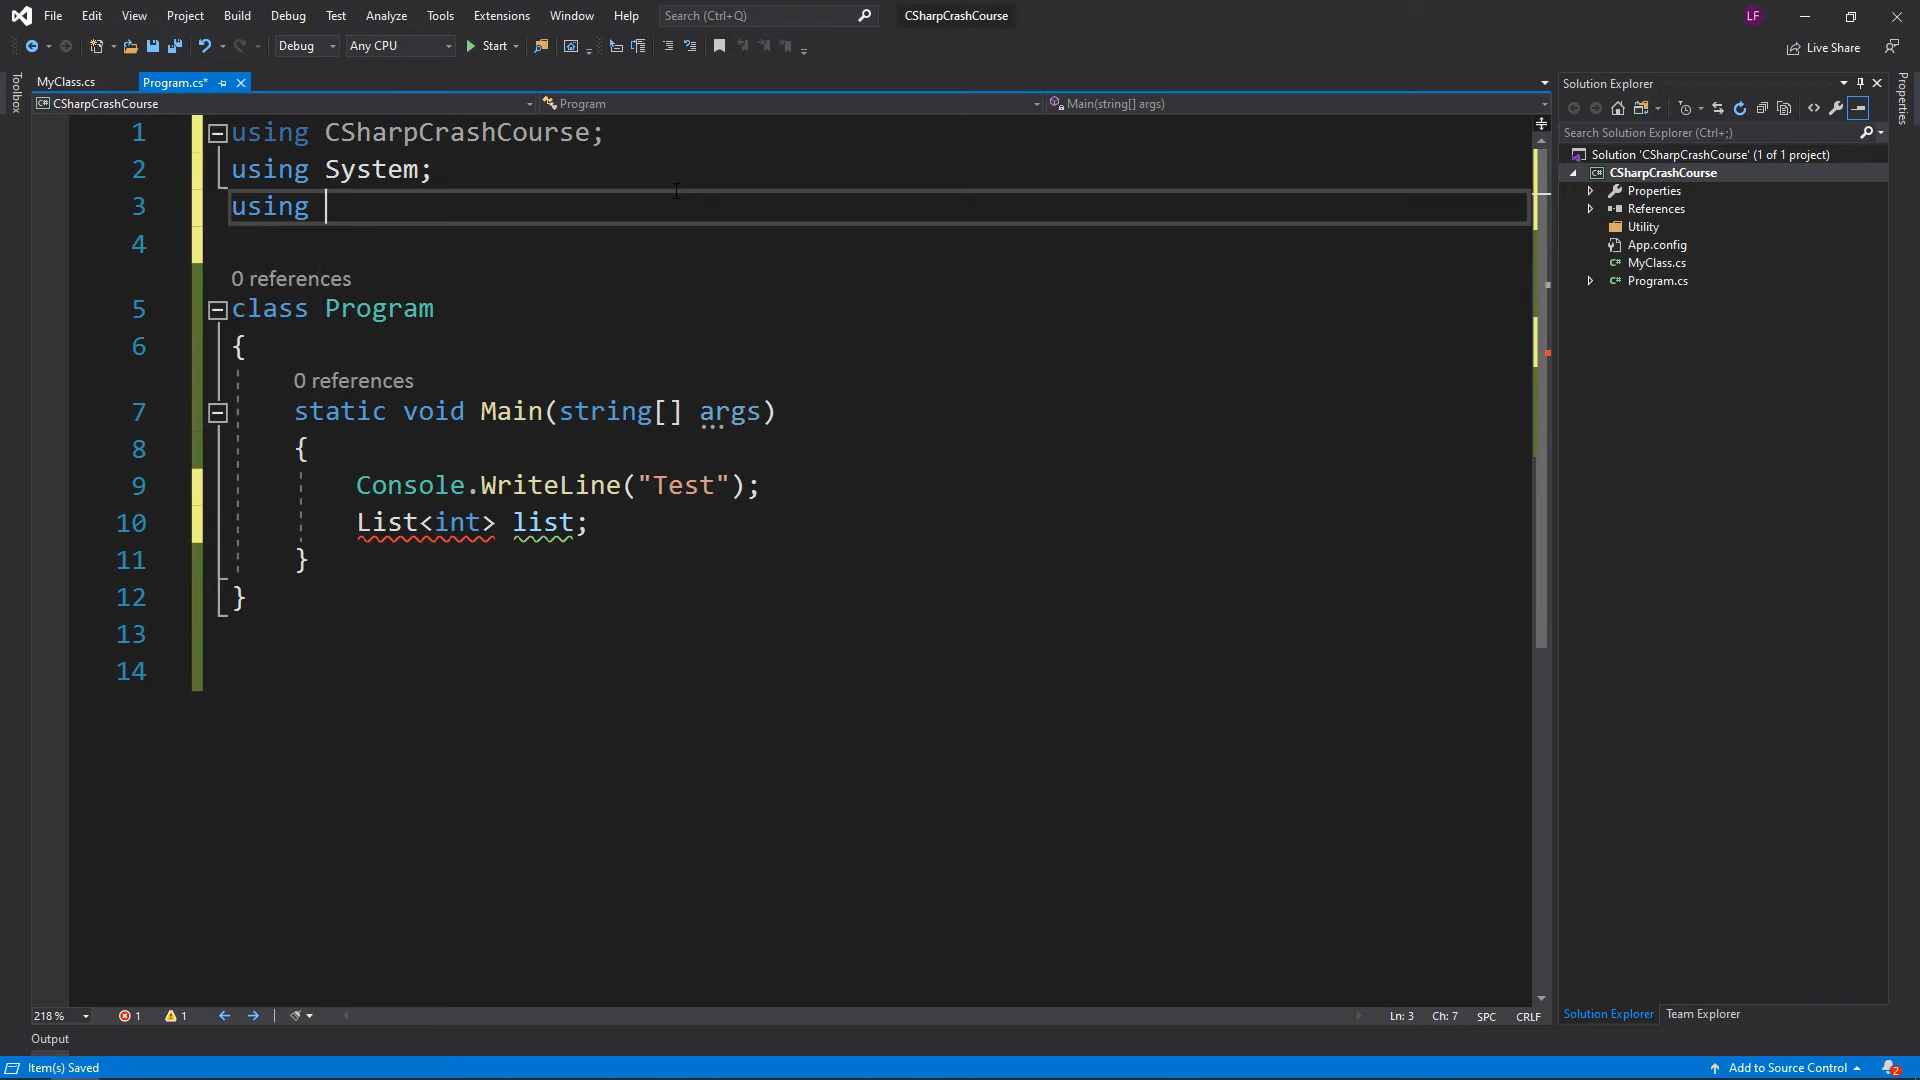 File Edit View Project Build Debug Test Analyze Tools Extensions Window Help Search (Ctrl+Q) CSharpCrashCourse LF
Debug Any CPU Start Live Share
MyClass.cs Program.cs*
CSharpCrashCourse Program Main(string[] args)
Toolbox
1 using CSharpCrashCourse;
2 using System;
3 using
4
0 references
5 class Program
6 {
0 references
7 static void Main(string[] args)
8 {
9 Console.WriteLine("Test");
10 List<int> list;
11 }
12 }
13
14
218 % 1 1 Ln: 3 Ch: 7 SPC CRLF
Output
Item(s) Saved Add to Source Control 2
Solution Explorer
Search Solution Explorer (Ctrl+;)
Solution 'CSharpCrashCourse' (1 of 1 project)
CSharpCrashCourse
Properties
References
Utility
App.config
MyClass.cs
Program.cs
Solution Explorer Team Explorer
Properties